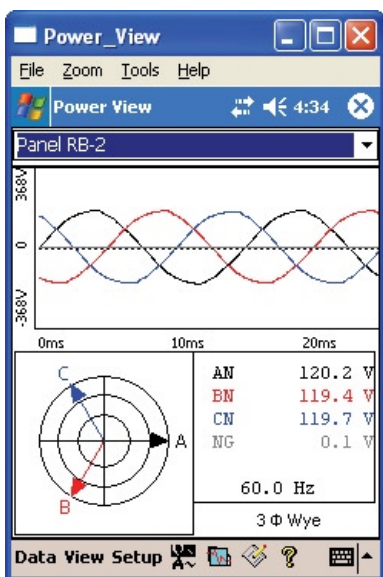 Power_View
File Zoom Tools Help
Power View 4:34
Panel RB-2
368V
0
-368V
0ms 10ms 20ms
C
A
B
AN 120.2 V
BN 119.4 V
CN 119.7 V
NG 0.1 V
60.0 Hz
3 Φ Wye
Data View Setup